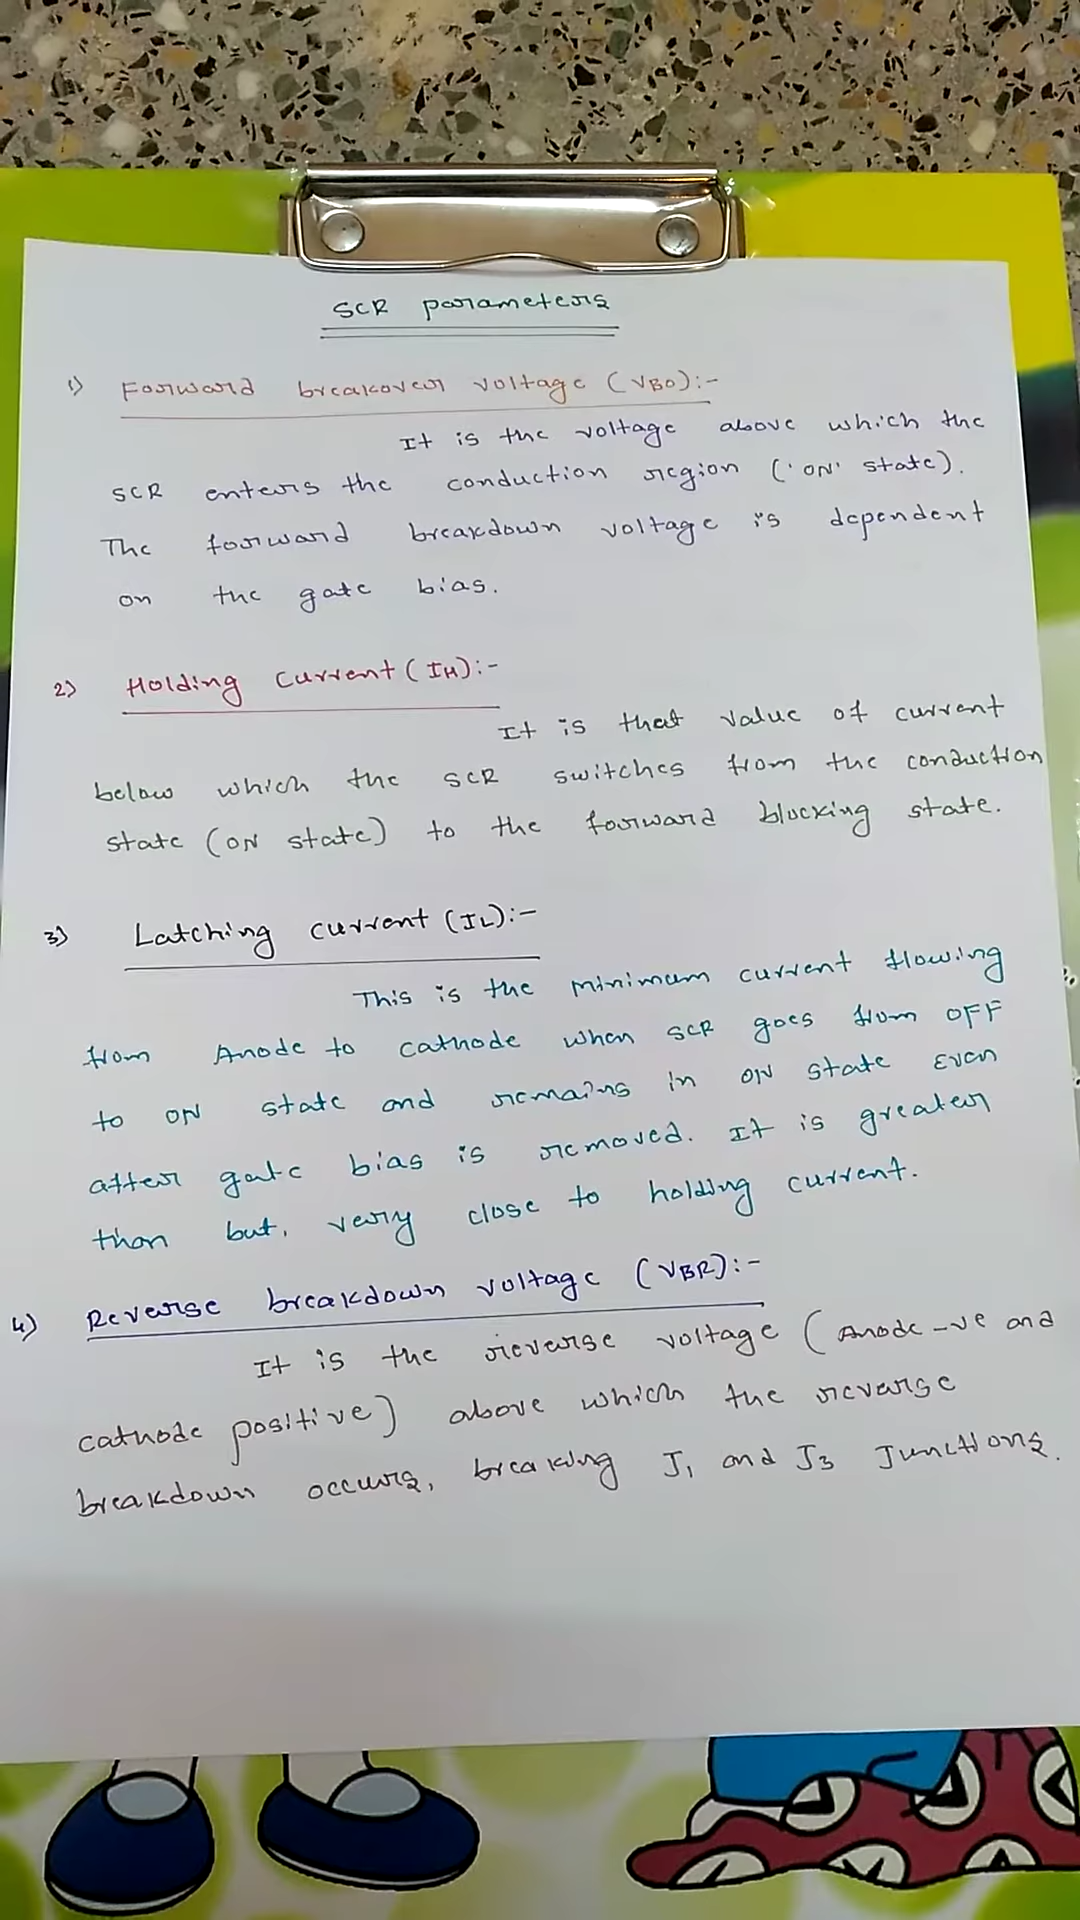 SCR parameters
1) Forward breakover voltage (VBO):-
It is the voltage above which the
SCR enters the conduction region ('ON' state).
The forward breakdown voltage is dependent
on the gate bias.
2) Holding current (IH):-
It is that value of current
below which the SCR switches from the conduction
state (ON state) to the forward blocking state.
3) Latching current (IL):-
This is the minimum current flowing
from Anode to cathode when SCR goes from OFF
to ON state and remains in ON state Even
after gate bias is removed. It is greater
than but, very close to holding current.
4) Reverse breakdown voltage (VBR):-
It is the reverse voltage (Anode -ve and
cathode positive) above which the reverse
breakdown occurs, breaking J1 and J3 Junctions.